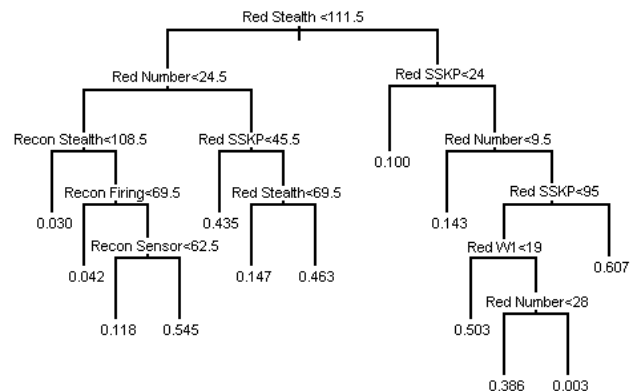 Red Stealth <111.5
Red Number<24.5
Red SSKP<24
Recon Stealth<108.5
Red SSKP<45.5
Red Number<9.5
0.100
Recon Firing<69.5
Red Stealth<69.5
Red SSKP<95
0.030
0.435
0.143
Recon Sensor<62.5
Red W1<19
0.042
0.147
0.463
0.607
Red Number<28
0.118
0.545
0.503
0.386
0.003